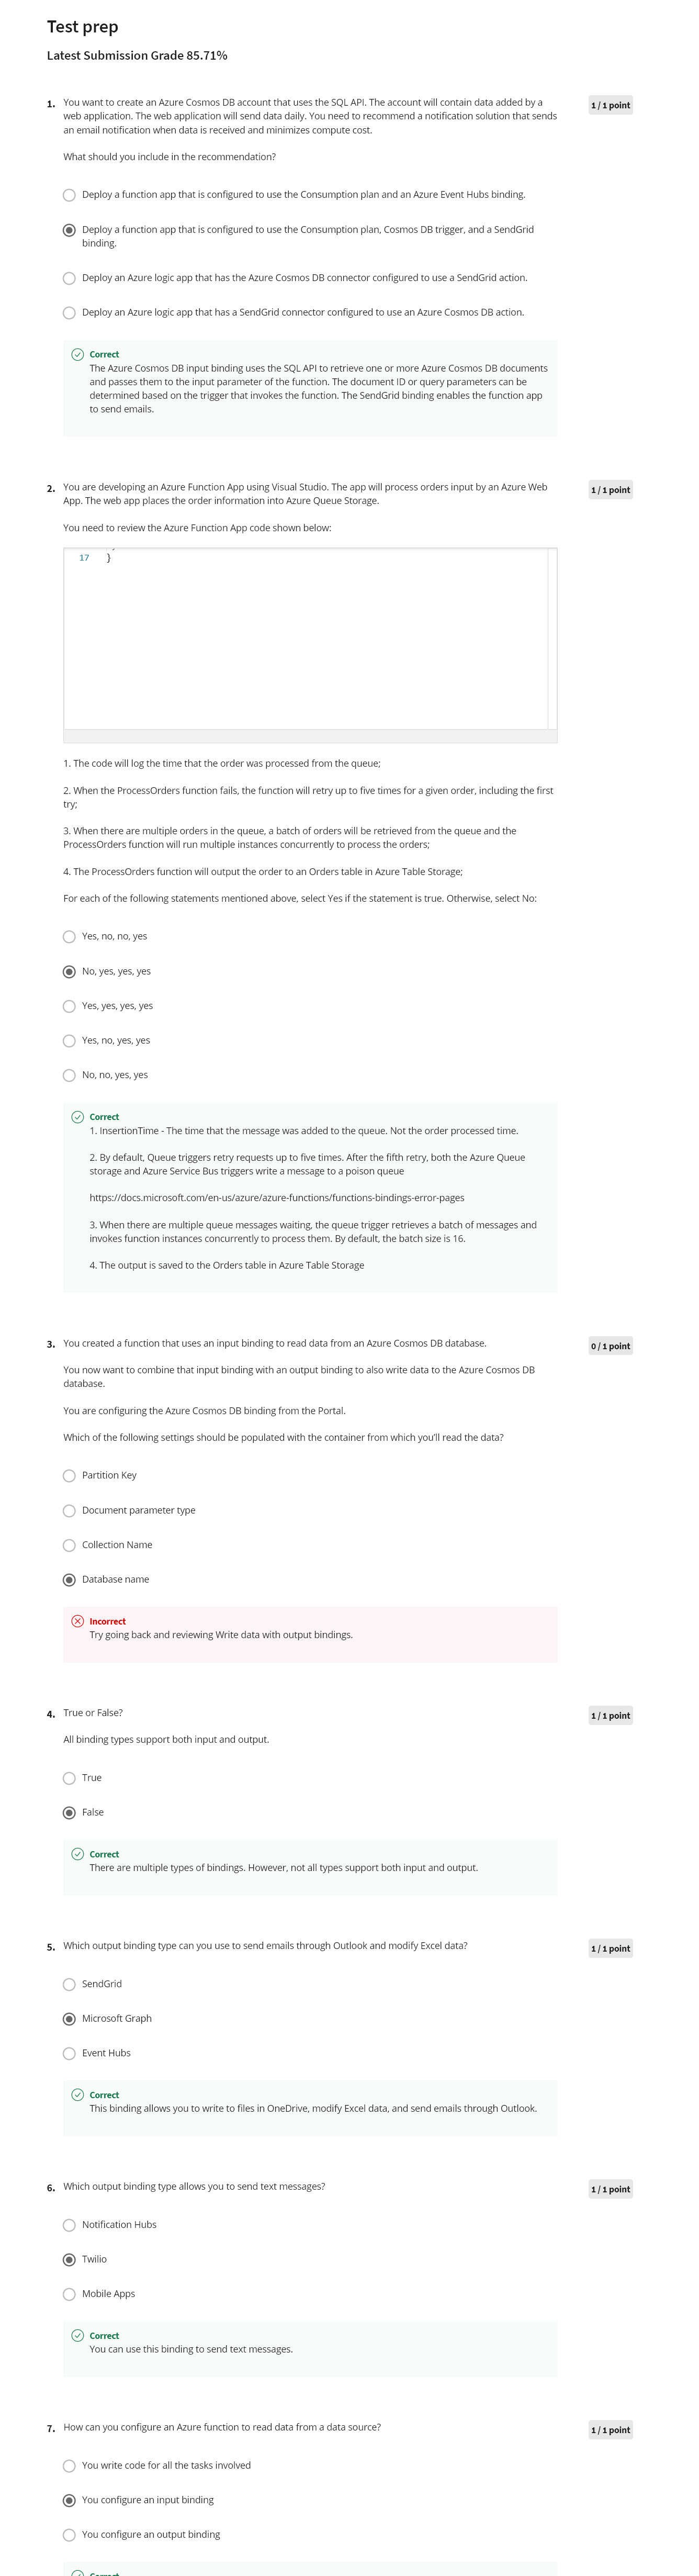 Test prep
Latest Submission Grade 85.71%
1. You want to create an Azure Cosmos DB account that uses the SQL API. The account will contain data added by a
web application. The web application will send data daily. You need to recommend a notification solution that sends
an email notification when data is received and minimizes compute cost.
1 / 1 point
What should you include in the recommendation?
Deploy a function app that is configured to use the Consumption plan and an Azure Event Hubs binding.
Deploy a function app that is configured to use the Consumption plan, Cosmos DB trigger, and a SendGrid
binding.
Deploy an Azure logic app that has the Azure Cosmos DB connector configured to use a SendGrid action.
Deploy an Azure logic app that has a SendGrid connector configured to use an Azure Cosmos DB action.
Correct
The Azure Cosmos DB input binding uses the SQL API to retrieve one or more Azure Cosmos DB documents
and passes them to the input parameter of the function. The document ID or query parameters can be
determined based on the trigger that invokes the function. The SendGrid binding enables the function app
to send emails.
2. You are developing an Azure Function App using Visual Studio. The app will process orders input by an Azure Web
App. The web app places the order information into Azure Queue Storage.
1 / 1 point
You need to review the Azure Function App code shown below:
17 }
1. The code will log the time that the order was processed from the queue;
2. When the ProcessOrders function fails, the function will retry up to five times for a given order, including the first
try;
3. When there are multiple orders in the queue, a batch of orders will be retrieved from the queue and the
ProcessOrders function will run multiple instances concurrently to process the orders;
4. The ProcessOrders function will output the order to an Orders table in Azure Table Storage;
For each of the following statements mentioned above, select Yes if the statement is true. Otherwise, select No:
Yes, no, no, yes
No, yes, yes, yes
Yes, yes, yes, yes
Yes, no, yes, yes
No, no, yes, yes
Correct
1. InsertionTime - The time that the message was added to the queue. Not the order processed time.
2. By default, Queue triggers retry requests up to five times. After the fifth retry, both the Azure Queue
storage and Azure Service Bus triggers write a message to a poison queue
https://docs.microsoft.com/en-us/azure/azure-functions/functions-bindings-error-pages
3. When there are multiple queue messages waiting, the queue trigger retrieves a batch of messages and
invokes function instances concurrently to process them. By default, the batch size is 16.
4. The output is saved to the Orders table in Azure Table Storage
3. You created a function that uses an input binding to read data from an Azure Cosmos DB database.
0 / 1 point
You now want to combine that input binding with an output binding to also write data to the Azure Cosmos DB
database.
You are configuring the Azure Cosmos DB binding from the Portal.
Which of the following settings should be populated with the container from which you'll read the data?
Partition Key
Document parameter type
Collection Name
Database name
Incorrect
Try going back and reviewing Write data with output bindings.
4. True or False?
1 / 1 point
All binding types support both input and output.
True
False
Correct
There are multiple types of bindings. However, not all types support both input and output.
5. Which output binding type can you use to send emails through Outlook and modify Excel data?
1 / 1 point
SendGrid
Microsoft Graph
Event Hubs
Correct
This binding allows you to write to files in OneDrive, modify Excel data, and send emails through Outlook.
6. Which output binding type allows you to send text messages?
1 / 1 point
Notification Hubs
Twilio
Mobile Apps
Correct
You can use this binding to send text messages.
7. How can you configure an Azure function to read data from a data source?
1 / 1 point
You write code for all the tasks involved
You configure an input binding
You configure an output binding